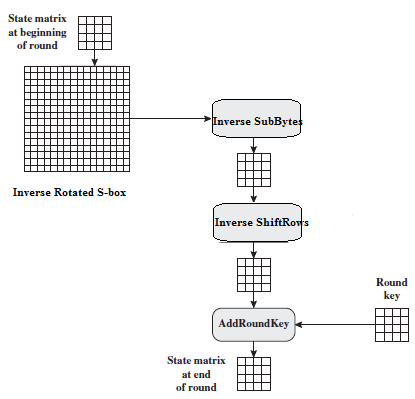 State matrix
at beginning
of round
Inverse SubBytes
Inverse Rotated S-box
Inverse ShiftRows
Round
key
AddRoundKey
State matrix
at end
of round